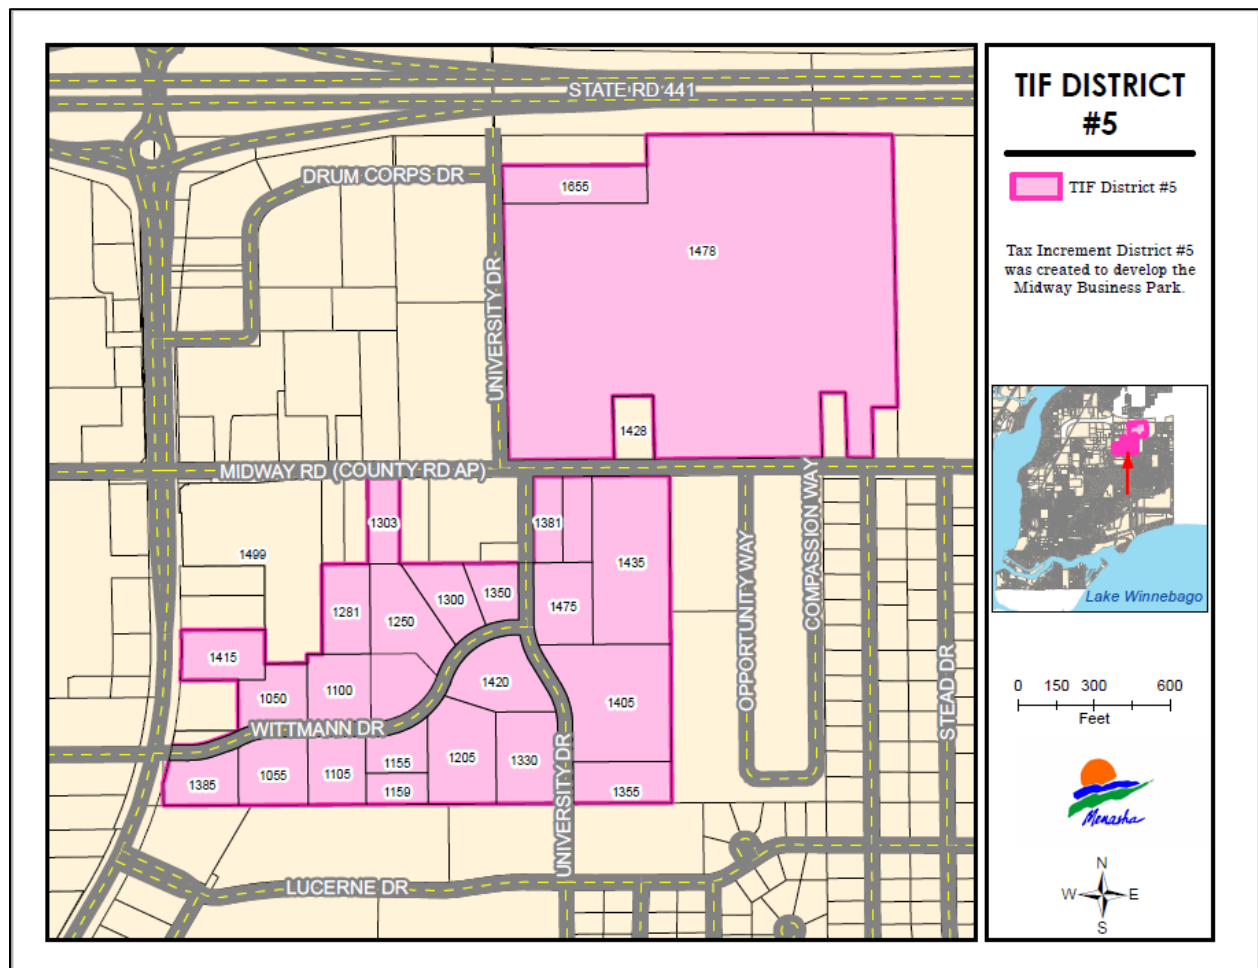 STATE RD 441
DRUM CORPS DR
1655
1478
UNIVERSITY DR
1428
MIDWAY RD (COUNTY RD AP)
1303
1381
1499
1435
1281
1250
1300
1350
1475
OPPORTUNITY WAY
COMPASSION WAY
STEAD DR
1415
1050
1100
1420
1405
WITTMANN DR
1385
1055
1105
1155
1159
1205
1330
UNIVERSITY DR
1355
LUCERNE DR
TIF DISTRICT
#5
TIF District #5
Tax Increment District #5
was created to develop the
Midway Business Park.
Lake Winnebago
0 150 300 600
Feet
Menasha
N
W E
S